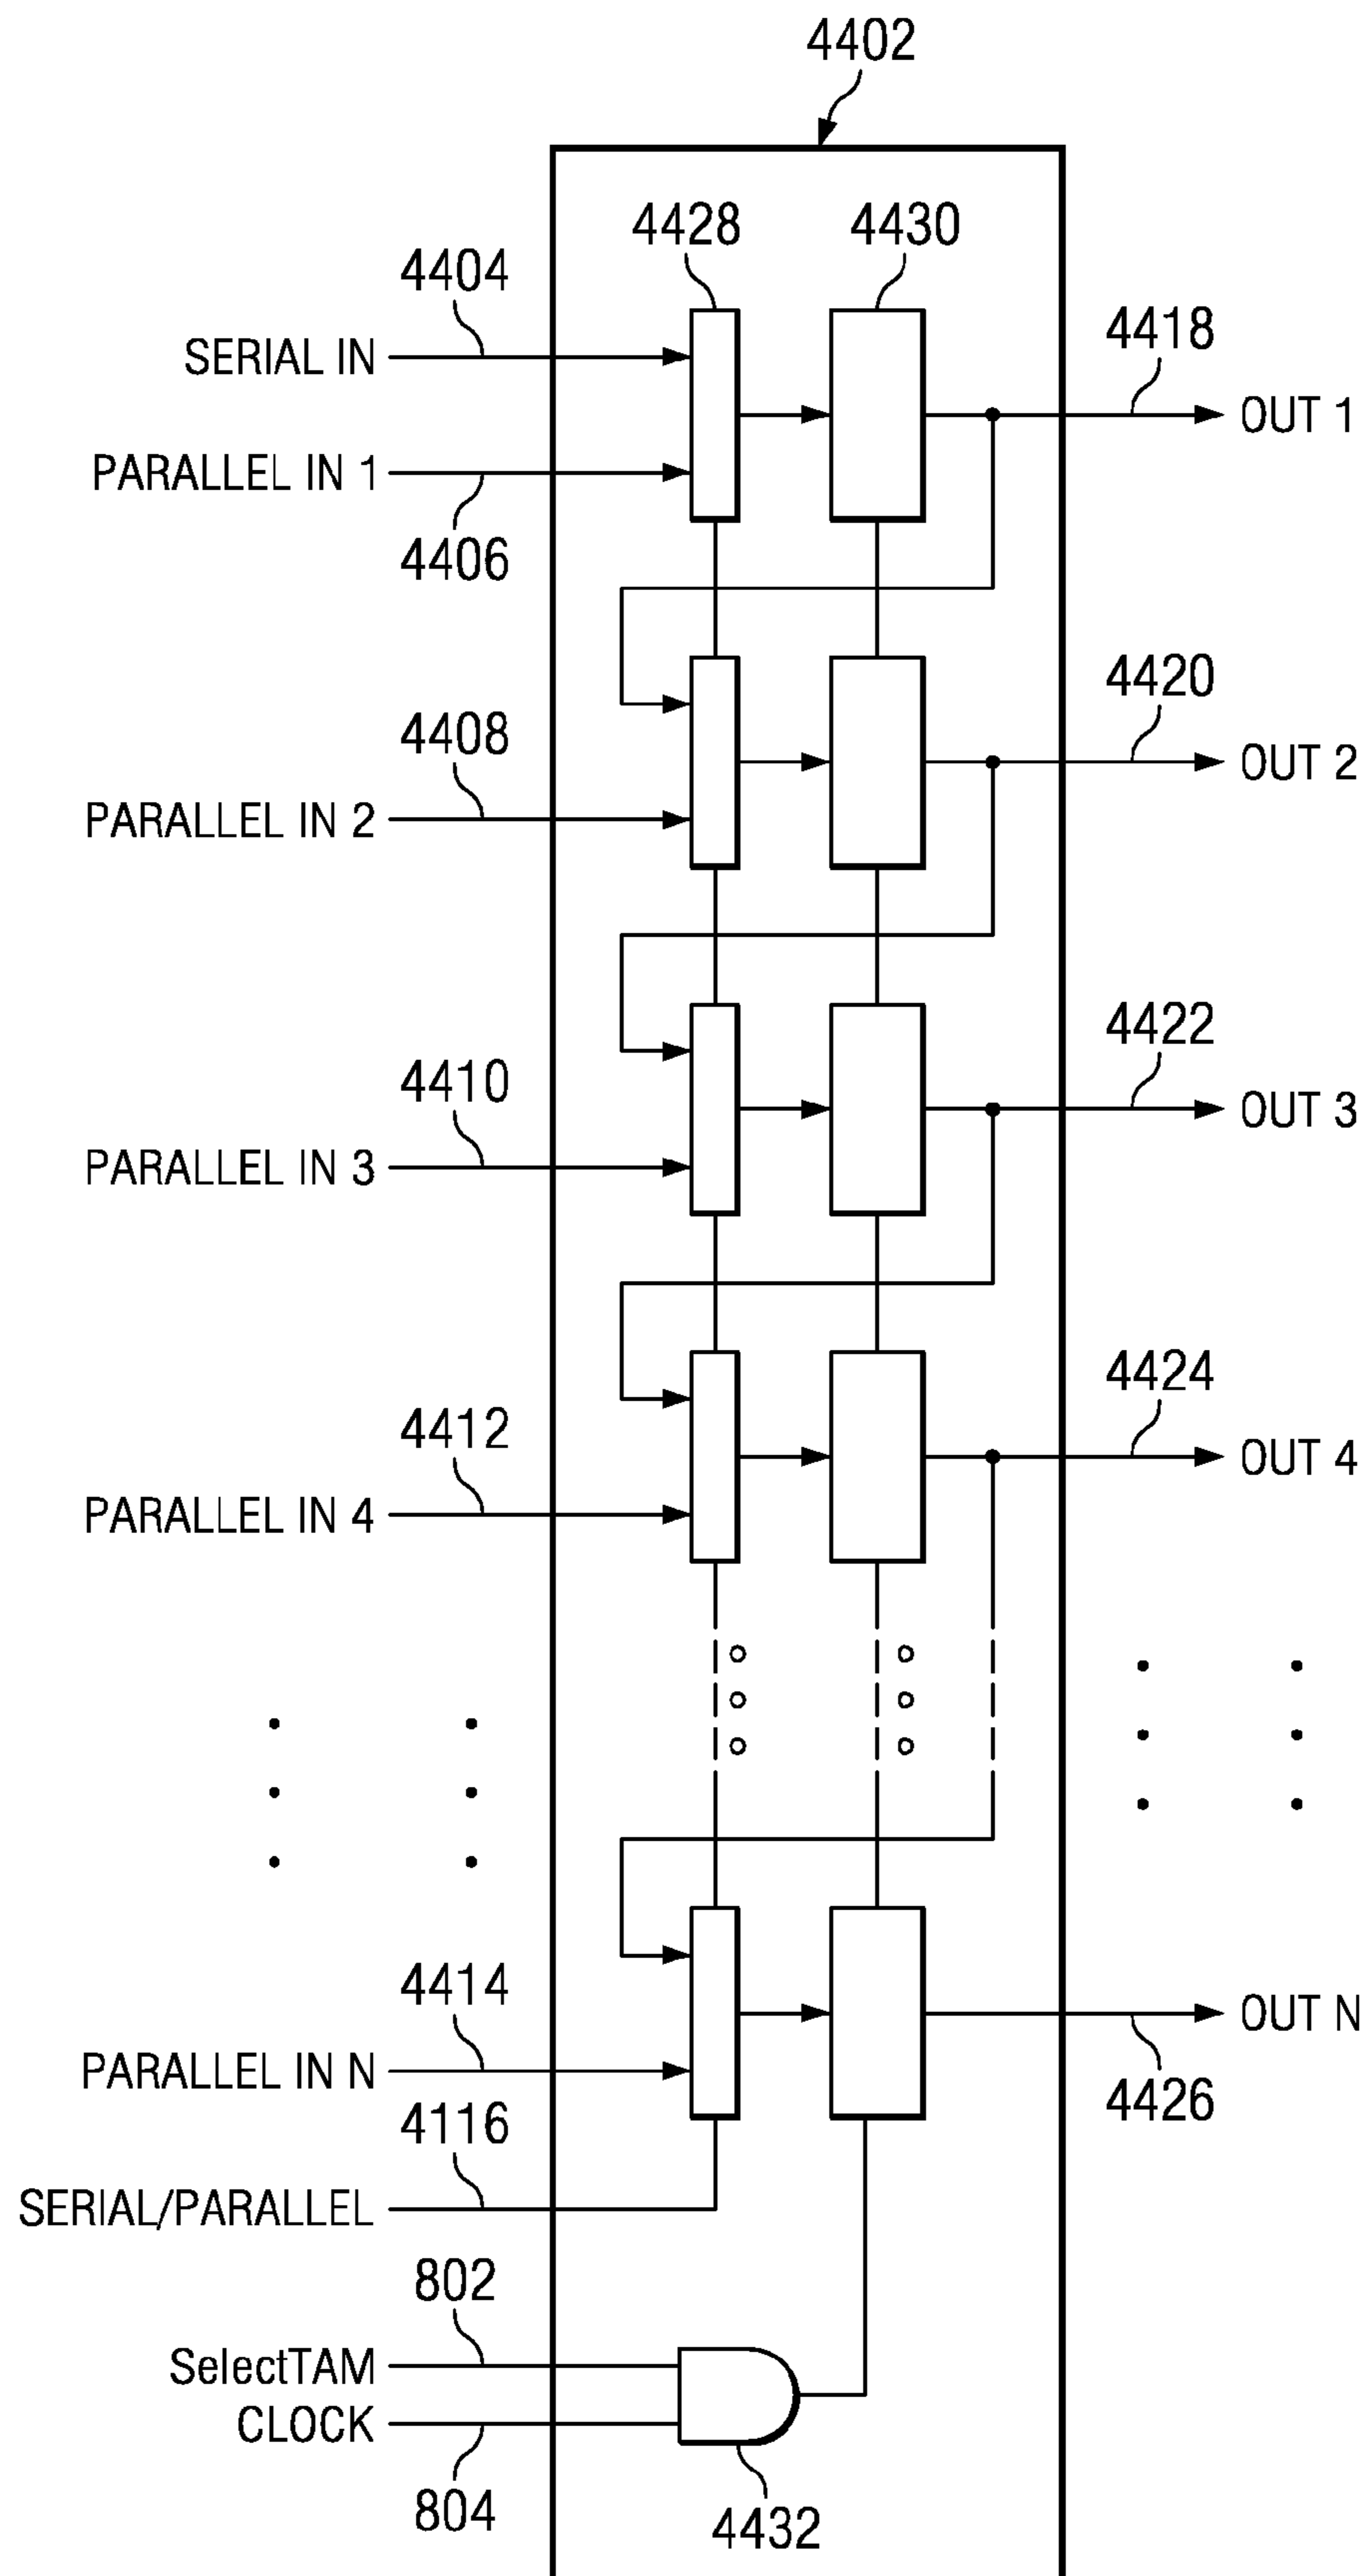 4402
4428
4430
4404
SERIAL IN
4418
OUT 1
PARALLEL IN 1
4406
4420
4408
OUT 2
PARALLEL IN 2
4422
4410
OUT 3
PARALLEL IN 3
4424
4412
OUT 4
PARALLEL IN 4
4414
OUT N
PARALLEL IN N
4426
4116
SERIAL/PARALLEL
802
SelectTAM
CLOCK
804
4432